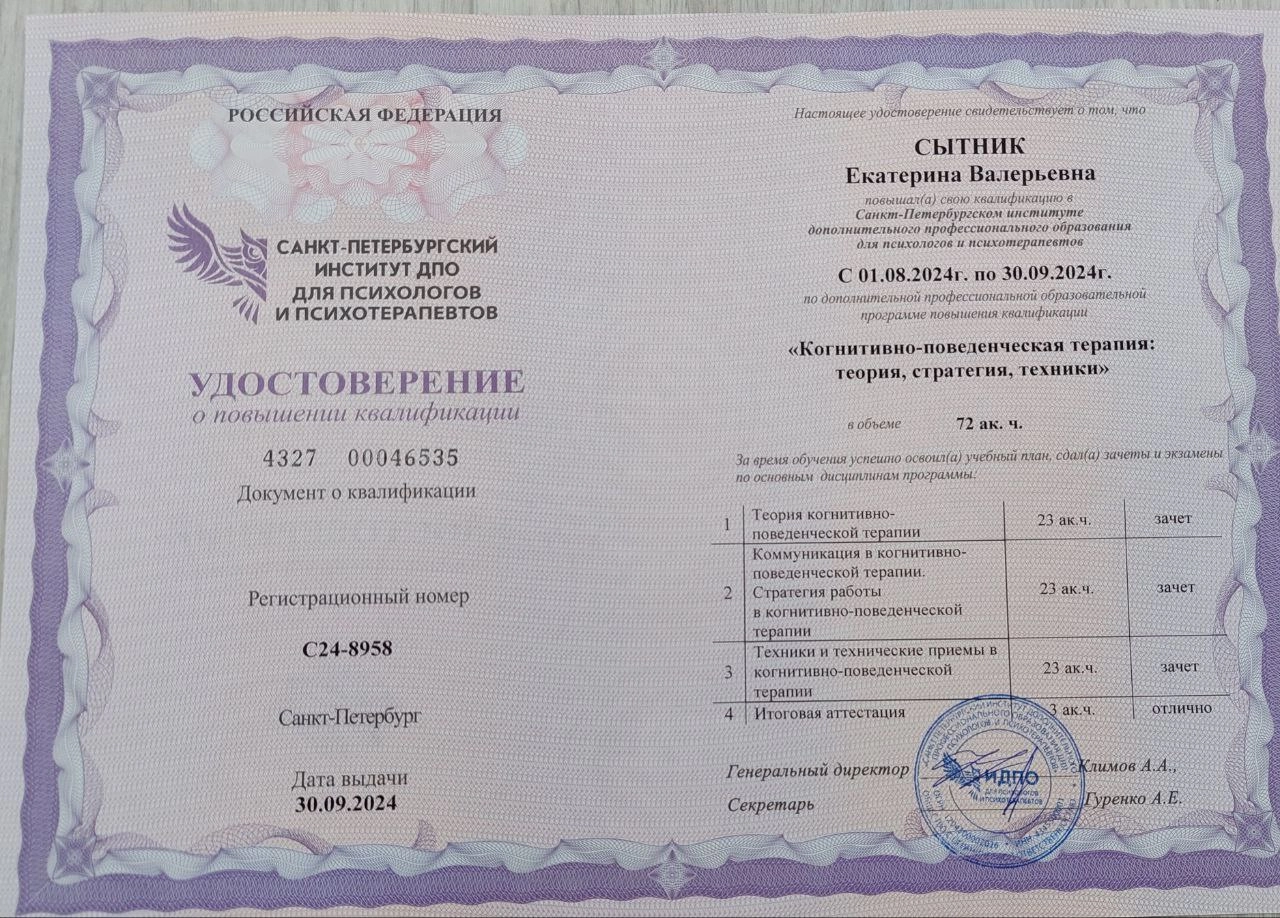 РОССИЙСКАЯ ФЕДЕРАЦИЯ
САНКТ-ПЕТЕРБУРГСКИЙ
ИНСТИТУТ ДПО
ДЛЯ ПСИХОЛОГОВ
И ПСИХОТЕРАПЕВТОВ
УДОСТОВЕРЕНИЕ
о повышении квалификации
4327 00046535
Документ о квалификации
Регистрационный номер
С24-8958
Санкт-Петербург
Дата выдачи
30.09.2024
Настоящее удостоверение свидетельствует о том, что
СЫТНИК
Екатерина Валерьевна
повышал(а) свою квалификацию в
Санкт-Петербургском институте
дополнительного профессионального образования
для психологов и психотерапевтов
С 01.08.2024г. по 30.09.2024г.
по дополнительной профессиональной образовательной
программе повышения квалификации
«Когнитивно-поведенческая терапия:
теория, стратегия, техники»
в объеме 72 ак. ч.
За время обучения успешно освоил(а) учебный план, сдал(а) зачеты и экзамены
по основным дисциплинам программы:
1 Теория когнитивно-
поведенческой терапии 23 ак.ч. зачет
Коммуникация в когнитивно-
поведенческой терапии.
2 Стратегия работы 23 ак.ч. зачет
в когнитивно-поведенческой
терапии
Техники и технические приемы в
3 когнитивно-поведенческой 23 ак.ч. зачет
терапии
4 Итоговая аттестация 3 ак.ч. отлично
Генеральный директор Климов А.А.,
Секретарь Гуренко А.Е.
ИДПО
ДЛЯ ПСИХОЛОГОВ
И ПСИХОТЕРАПЕВТОВ